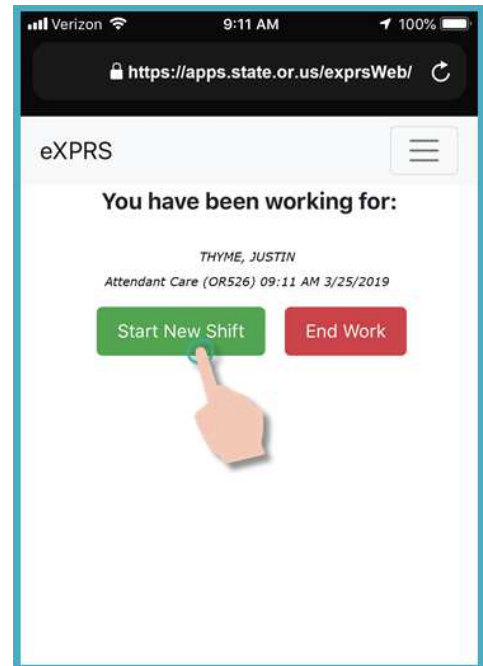 Verizon 9:11 AM 100%
https://apps.state.or.us/exprsWeb/
eXPRS
You have been working for:
THYME, JUSTIN
Attendant Care (OR526) 09:11 AM 3/25/2019
Start New Shift End Work